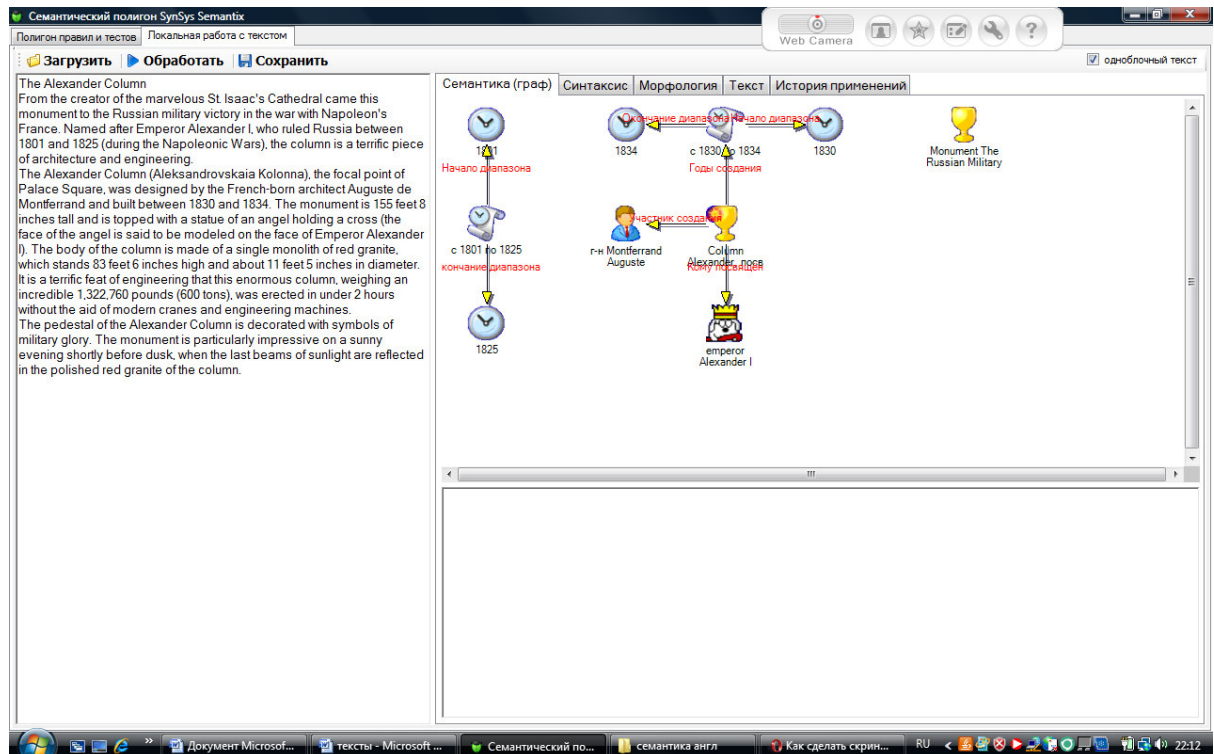 Семантический полигон SynSys Semantix
Web Camera
Полигон правил и тестов Локальная работа с текстом
Загрузить Обработать Сохранить
одноблочный текст
The Alexander Column
From the creator of the marvelous St. Isaac's Cathedral came this
monument to the Russian military victory in the war with Napoleon's
France. Named after Emperor Alexander I, who ruled Russia between
1801 and 1825 (during the Napoleonic Wars), the column is a terrific piece
of architecture and engineering.
The Alexander Column (Aleksandrovskaia Kolonna), the focal point of
Palace Square, was designed by the French-born architect Auguste de
Montferrand and built between 1830 and 1834. The monument is 155 feet 8
inches tall and is topped with a statue of an angel holding a cross (the
face of the angel is said to be modeled on the face of Emperor Alexander
I). The body of the column is made of a single monolith of red granite,
which stands 83 feet 6 inches high and about 11 feet 5 inches in diameter.
It is a terrific feat of engineering that this enormous column, weighing an
incredible 1,322,760 pounds (600 tons), was erected in under 2 hours
without the aid of modern cranes and engineering machines.
The pedestal of the Alexander Column is decorated with symbols of
military glory. The monument is particularly impressive on a sunny
evening shortly before dusk, when the last beams of sunlight are reflected
in the polished red granite of the column.
Семантика (граф) Синтаксис Морфология Текст История применений
Окончание диапазона Начало диапазона
1801 1834 с 1830 по 1834 1830 Monument The
Russian Military
Начало диапазона Годы создания
Участник создания
с 1801 по 1825 г-н Montferrand Column
Auguste Alexander,
кончание диапазона Кому посвящен
1825 emperor
Alexander I
Документ Microsof... тексты - Microsoft ... Семантический по... семантика англ Как сделать скрин... RU 22:12